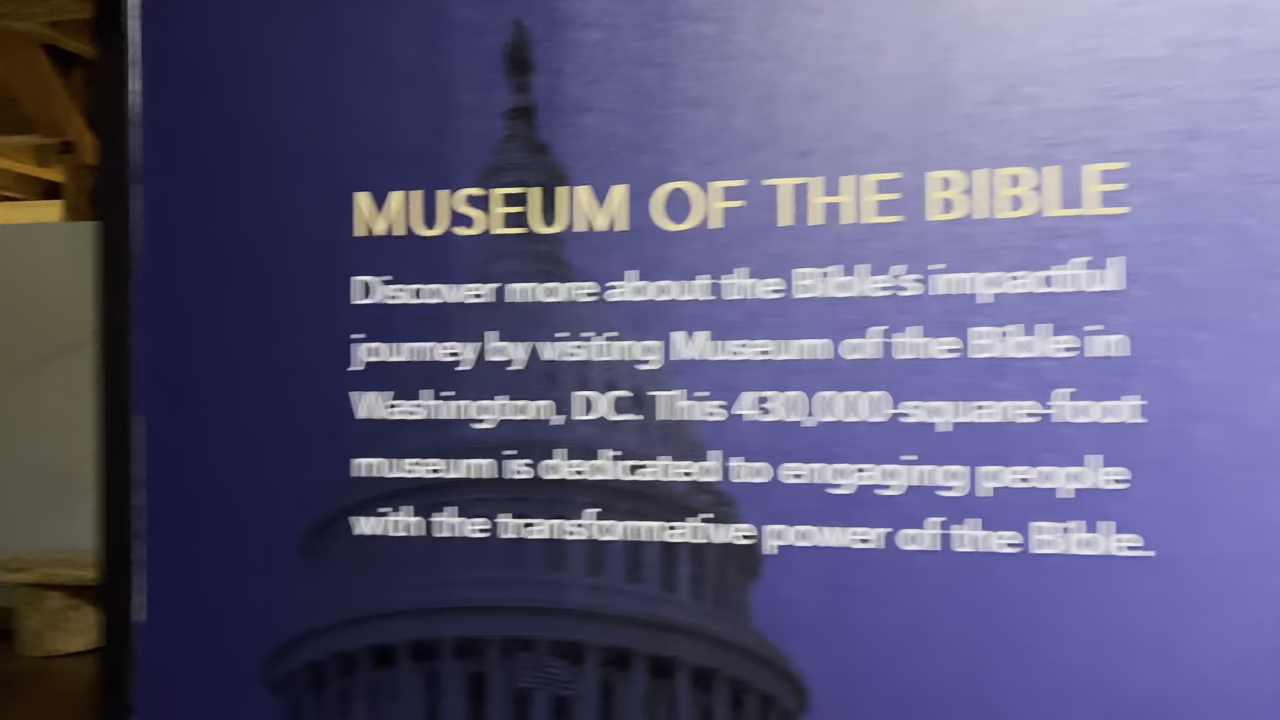 MUSEUM OF THE BIBLE
Discover more about the Bible's impactful
journey by visiting Museum of the Bible in
Washington, DC. This 430,000-square-foot
museum is dedicated to engaging people
with the transformative power of the Bible.